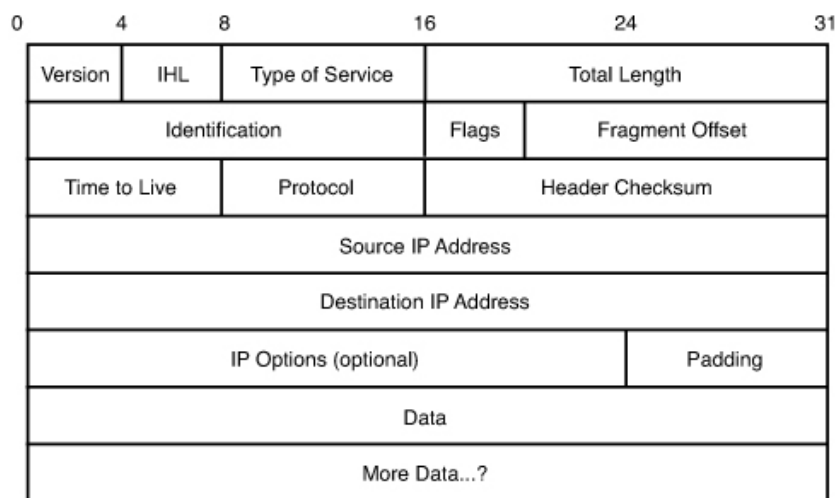 0 4 8 16 24 31
Version IHL Type of Service Total Length
Identification Flags Fragment Offset
Time to Live Protocol Header Checksum
Source IP Address
Destination IP Address
IP Options (optional) Padding
Data
More Data...?